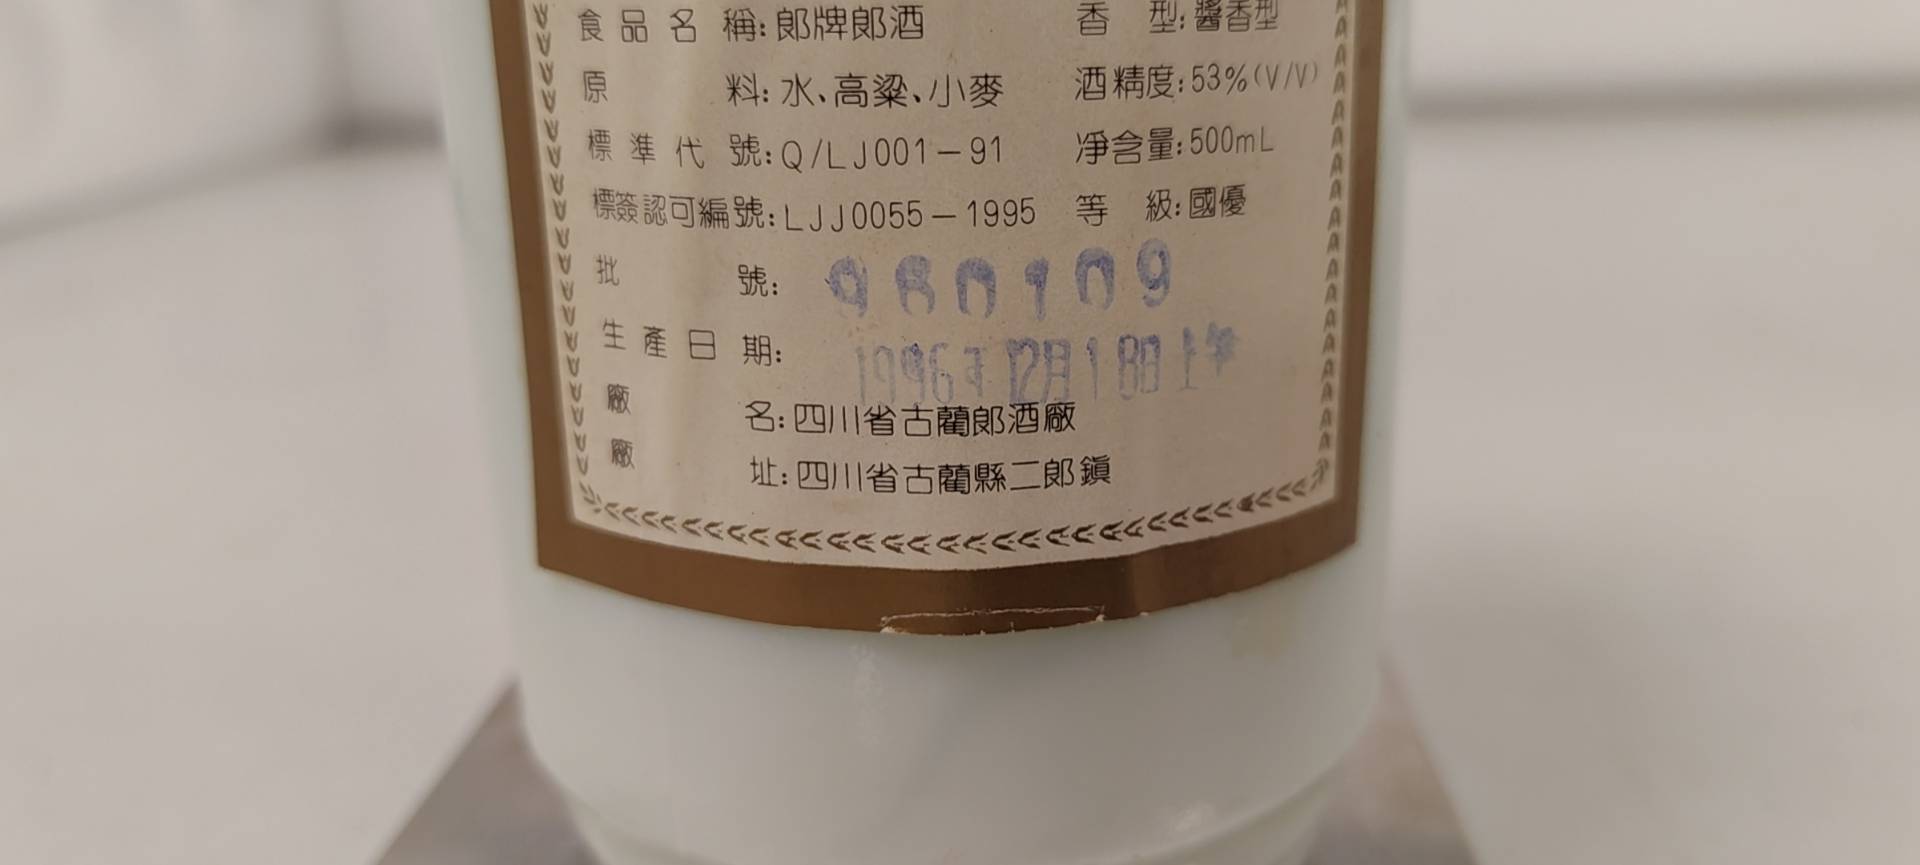 食品名稱:郎牌郎酒 香型:醬香型
原料:水、高粱、小麥 酒精度:53%(V/V)
標準代號:Q/LJ001-91 凈含量:500mL
標簽認可編號:LJJ0055-1995 等級:國優
批號: 960109
生產日期: 1996年12月18日上午
廠名:四川省古藺郎酒廠
廠址:四川省古藺縣二郎鎮